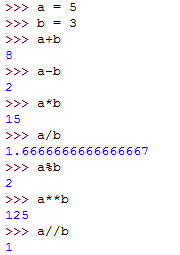 >>> a = 5
>>> b = 3
>>> a+b
8
>>> a-b
2
>>> a*b
15
>>> a/b
1.6666666666666667
>>> a%b
2
>>> a**b
125
>>> a//b
1